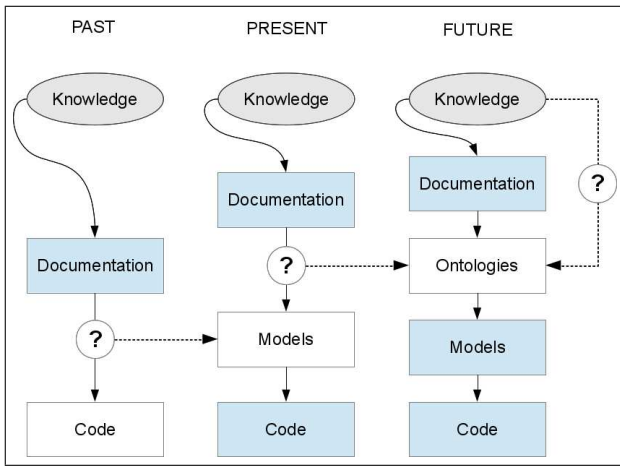 PAST
Knowledge
Documentation
?
Code
PRESENT
Knowledge
Documentation
?
Models
Code
FUTURE
Knowledge
?
Documentation
Ontologies
Models
Code